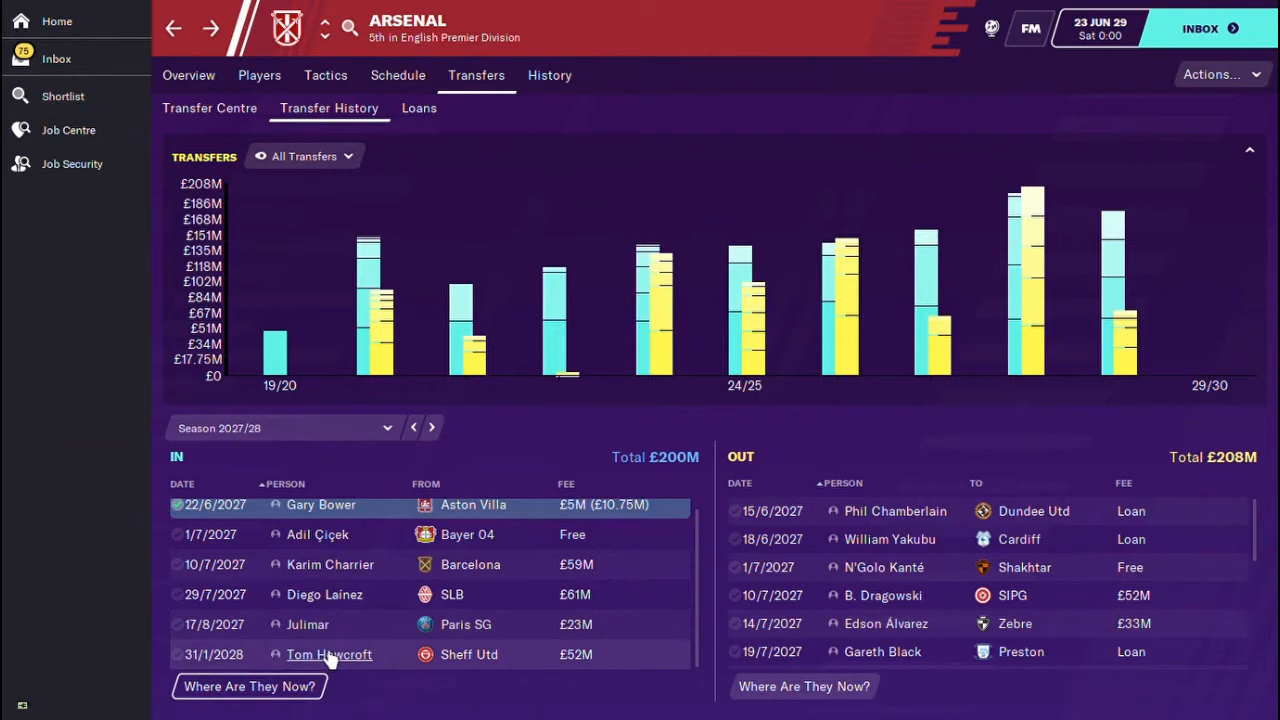 Home
75
Inbox
Shortlist
Job Centre
Job Security
ARSENAL
5th in English Premier Division
FM
23 JUN 29
Sat 0:00
INBOX
Overview Players Tactics Schedule Transfers History
Actions...
Transfer Centre Transfer History Loans
TRANSFERS All Transfers
£208M
£186M
£168M
£151M
£135M
£118M
£102M
£84M
£67M
£51M
£34M
£17.75M
£0
19/20 24/25 29/30
Season 2027/28
IN Total £200M
DATE PERSON FROM FEE
22/6/2027 Gary Bower Aston Villa £5M (£10.75M)
1/7/2027 Adil Çiçek Bayer 04 Free
10/7/2027 Karim Charrier Barcelona £59M
29/7/2027 Diego Laínez SLB £61M
17/8/2027 Julimar Paris SG £23M
31/1/2028 Tom Sheff Utd £52M
Where Are They Now?
OUT Total £208M
DATE PERSON TO FEE
15/6/2027 Phil Chamberlain Dundee Utd Loan
18/6/2027 William Yakubu Cardiff Loan
1/7/2027 N'Golo Kanté Shakhtar Free
10/7/2027 B. Dragowski SIPG £52M
14/7/2027 Edson Álvarez Zebre £33M
19/7/2027 Gareth Black Preston Loan
Where Are They Now?